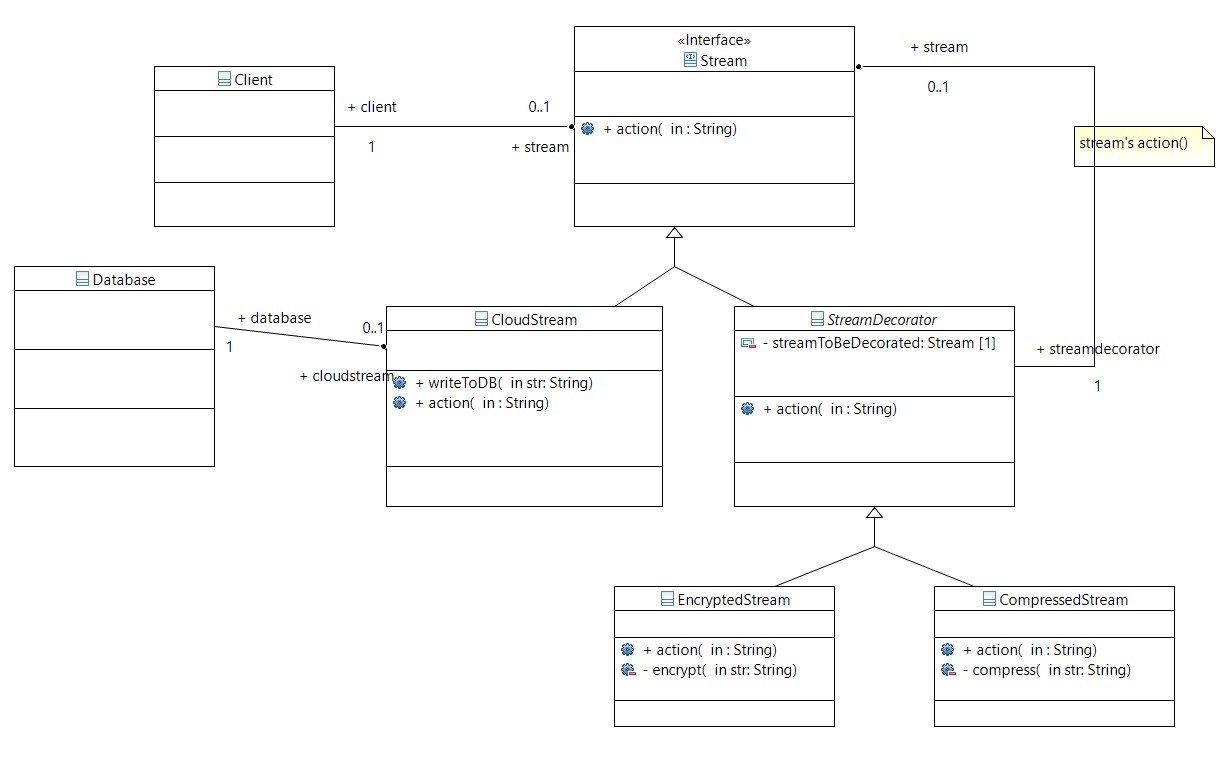 «Interface»
Stream
+ action(  in : String)
Client
+ client
1
0..1
+ stream
+ stream
0..1
stream's action()
Database
+ database
1
0..1
+ cloudstream
CloudStream
+ writeToDB(  in str: String)
+ action(  in : String)
StreamDecorator
- streamToBeDecorated: Stream [1]
+ action(  in : String)
+ streamdecorator
1
EncryptedStream
+ action(  in : String)
- encrypt(  in str: String)
CompressedStream
+ action(  in : String)
- compress(  in str: String)